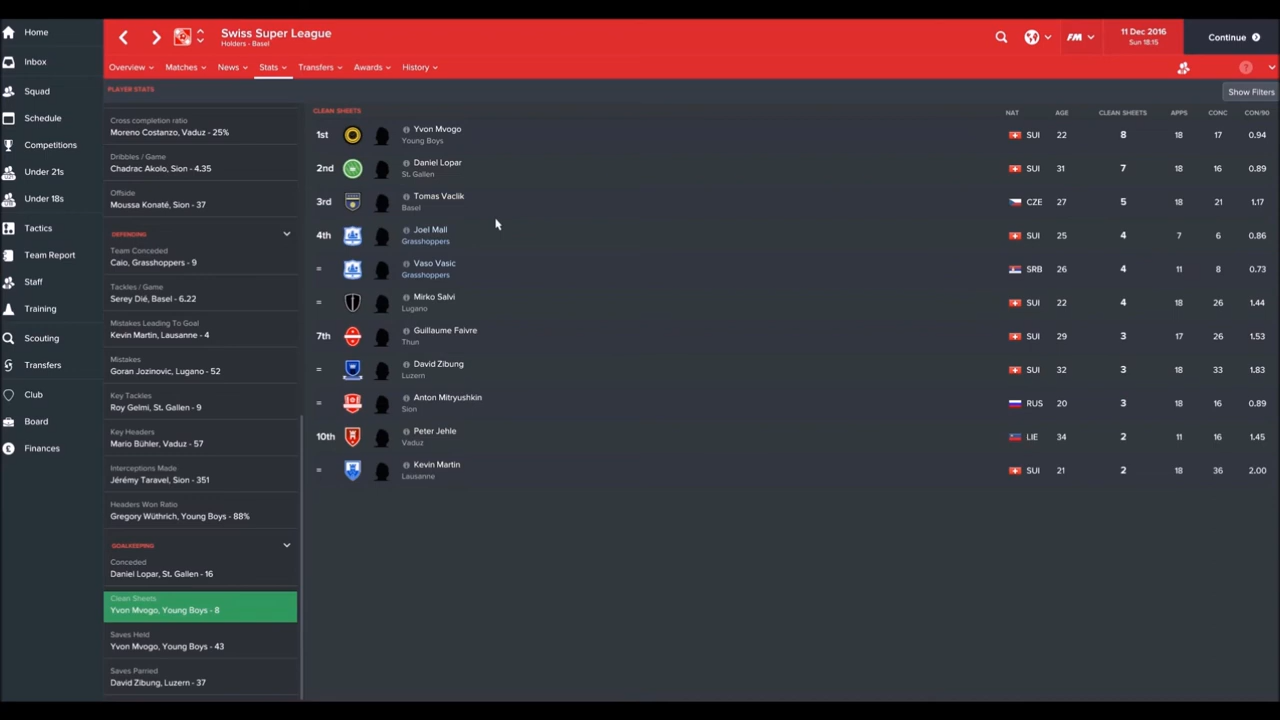 Home
Inbox
Squad
Schedule
Competitions
Under 21s
Under 18s
Tactics
Team Report
Staff
Training
Scouting
Transfers
Club
Board
Finances
Swiss Super League
Holders - Basel
FM
11 Dec 2016
Sun 18:15
Continue
Overview Matches News Stats Transfers Awards History
PLAYER STATS
Show Filters
Cross completion ratio
Moreno Costanzo, Vaduz - 25%
Dribbles / Game
Chadrac Akolo, Sion - 4.35
Offside
Moussa Konaté, Sion - 37
DEFENDING
Team Conceded
Caio, Grasshoppers - 9
Tackles / Game
Serey Dié, Basel - 6.22
Mistakes Leading To Goal
Kevin Martin, Lausanne - 4
Mistakes
Goran Jozinovic, Lugano - 52
Key Tackles
Roy Gelmi, St. Gallen - 9
Key Headers
Mario Bühler, Vaduz - 57
Interceptions Made
Jérémy Taravel, Sion - 351
Headers Won Ratio
Gregory Wüthrich, Young Boys - 88%
GOALKEEPING
Conceded
Daniel Lopar, St. Gallen - 16
Clean Sheets
Yvon Mvogo, Young Boys - 8
Saves Held
Yvon Mvogo, Young Boys - 43
Saves Parried
David Zibung, Luzern - 37
CLEAN SHEETS NAT AGE CLEAN SHEETS APPS CONC CON/90
1st Yvon Mvogo SUI 22 8 18 17 0.94
Young Boys
2nd Daniel Lopar SUI 31 7 18 16 0.89
St. Gallen
3rd Tomas Vaclik CZE 27 5 18 21 1.17
Basel
4th Joel Mall SUI 25 4 7 6 0.86
Grasshoppers
= Vaso Vasic SRB 26 4 11 8 0.73
Grasshoppers
= Mirko Salvi SUI 22 4 18 26 1.44
Lugano
7th Guillaume Faivre SUI 29 3 17 26 1.53
Thun
= David Zibung SUI 32 3 18 33 1.83
Luzern
= Anton Mitryushkin RUS 20 3 18 16 0.89
Sion
10th Peter Jehle LIE 34 2 11 16 1.45
Vaduz
= Kevin Martin SUI 21 2 18 36 2.00
Lausanne